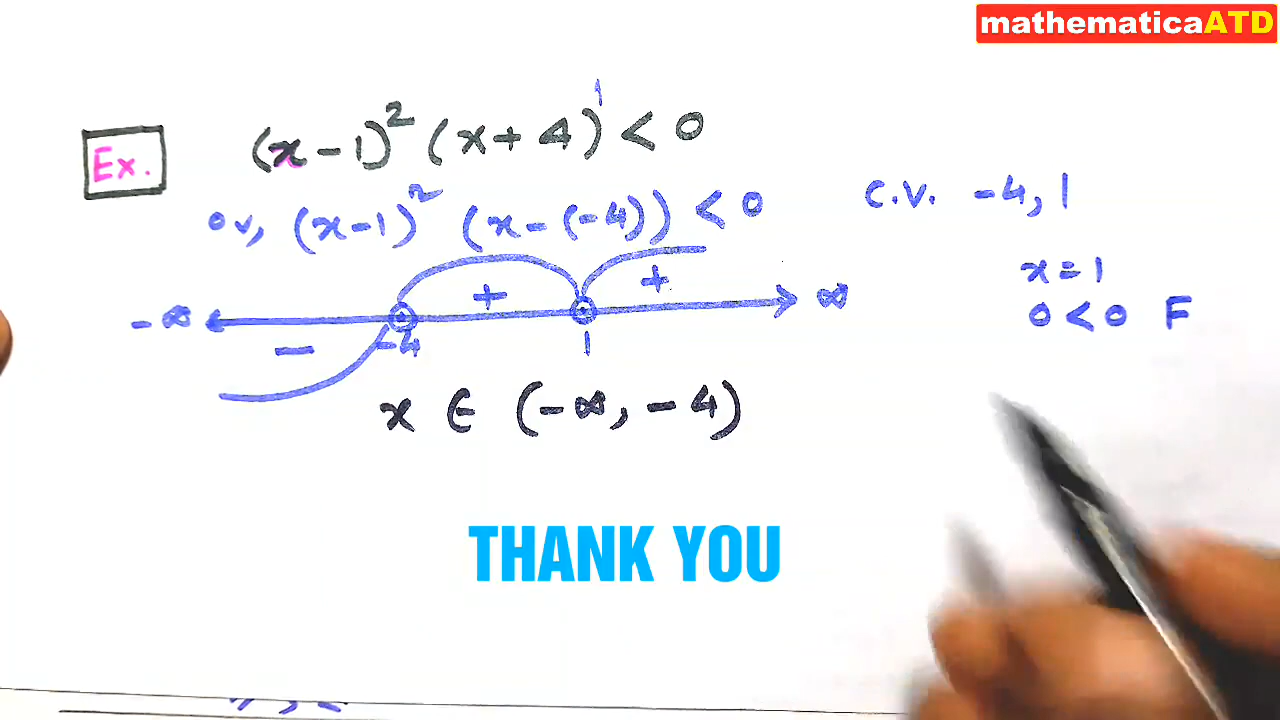 mathematicaATD
Ex. (x-1)² (x+4)¹ < 0
or, (x-1)² (x-(-4)) < 0
C.V. -4, 1
x=1
0<0 F
-∞ - -4 + 1 + ∞
x ∈ (-∞, -4)
THANK YOU